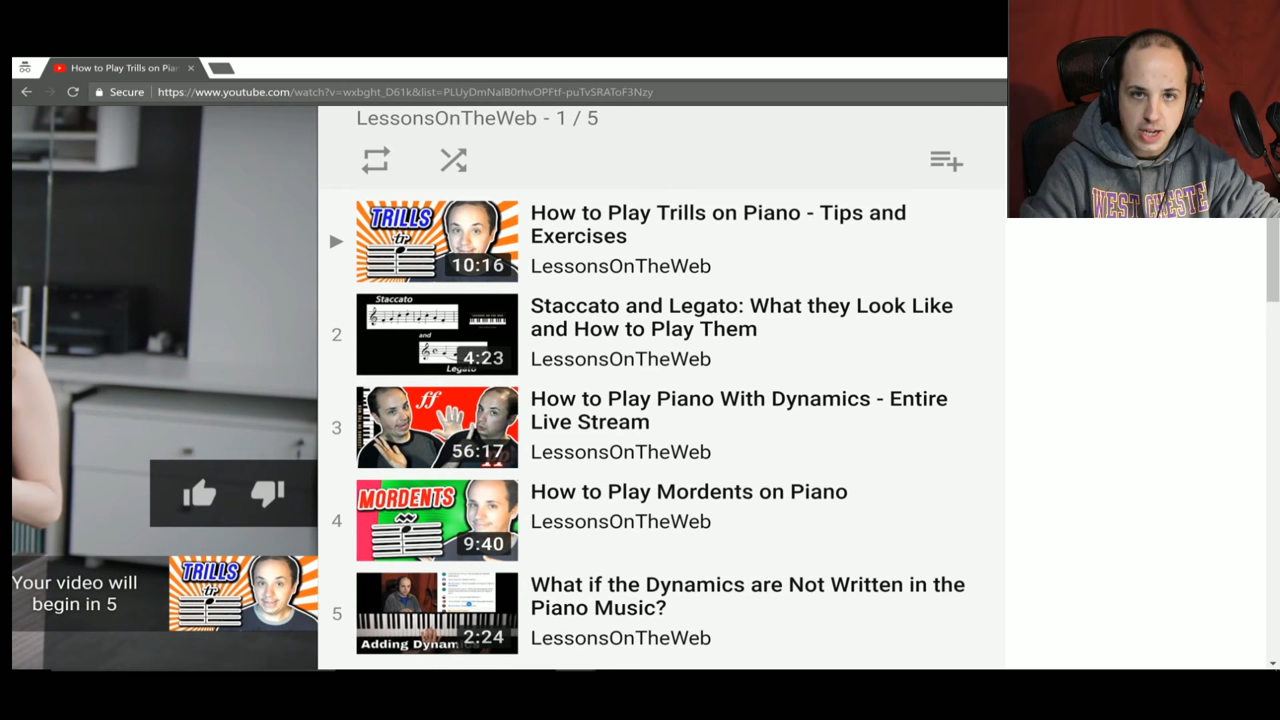 How to Play Trills on Pia
Secure
https://www.youtube.com/watch?v=wxbght_D61k&list=PLUyDmNalB0rhvOPFtf-puTvSRAToF3Nzy
LessonsOnTheWeb - 1 / 5
TRILLS
tr
10:16
How to Play Trills on Piano - Tips and
Exercises
LessonsOnTheWeb
2
Staccato
and
Legato
4:23
Staccato and Legato: What they Look Like
and How to Play Them
LessonsOnTheWeb
3
ff
56:17
How to Play Piano With Dynamics - Entire
Live Stream
LessonsOnTheWeb
4
MORDENTS
9:40
How to Play Mordents on Piano
LessonsOnTheWeb
5
Adding Dynam
2:24
What if the Dynamics are Not Written in the
Piano Music?
LessonsOnTheWeb
Your video will
begin in 5
TRILLS
tr
WEST CHESTE